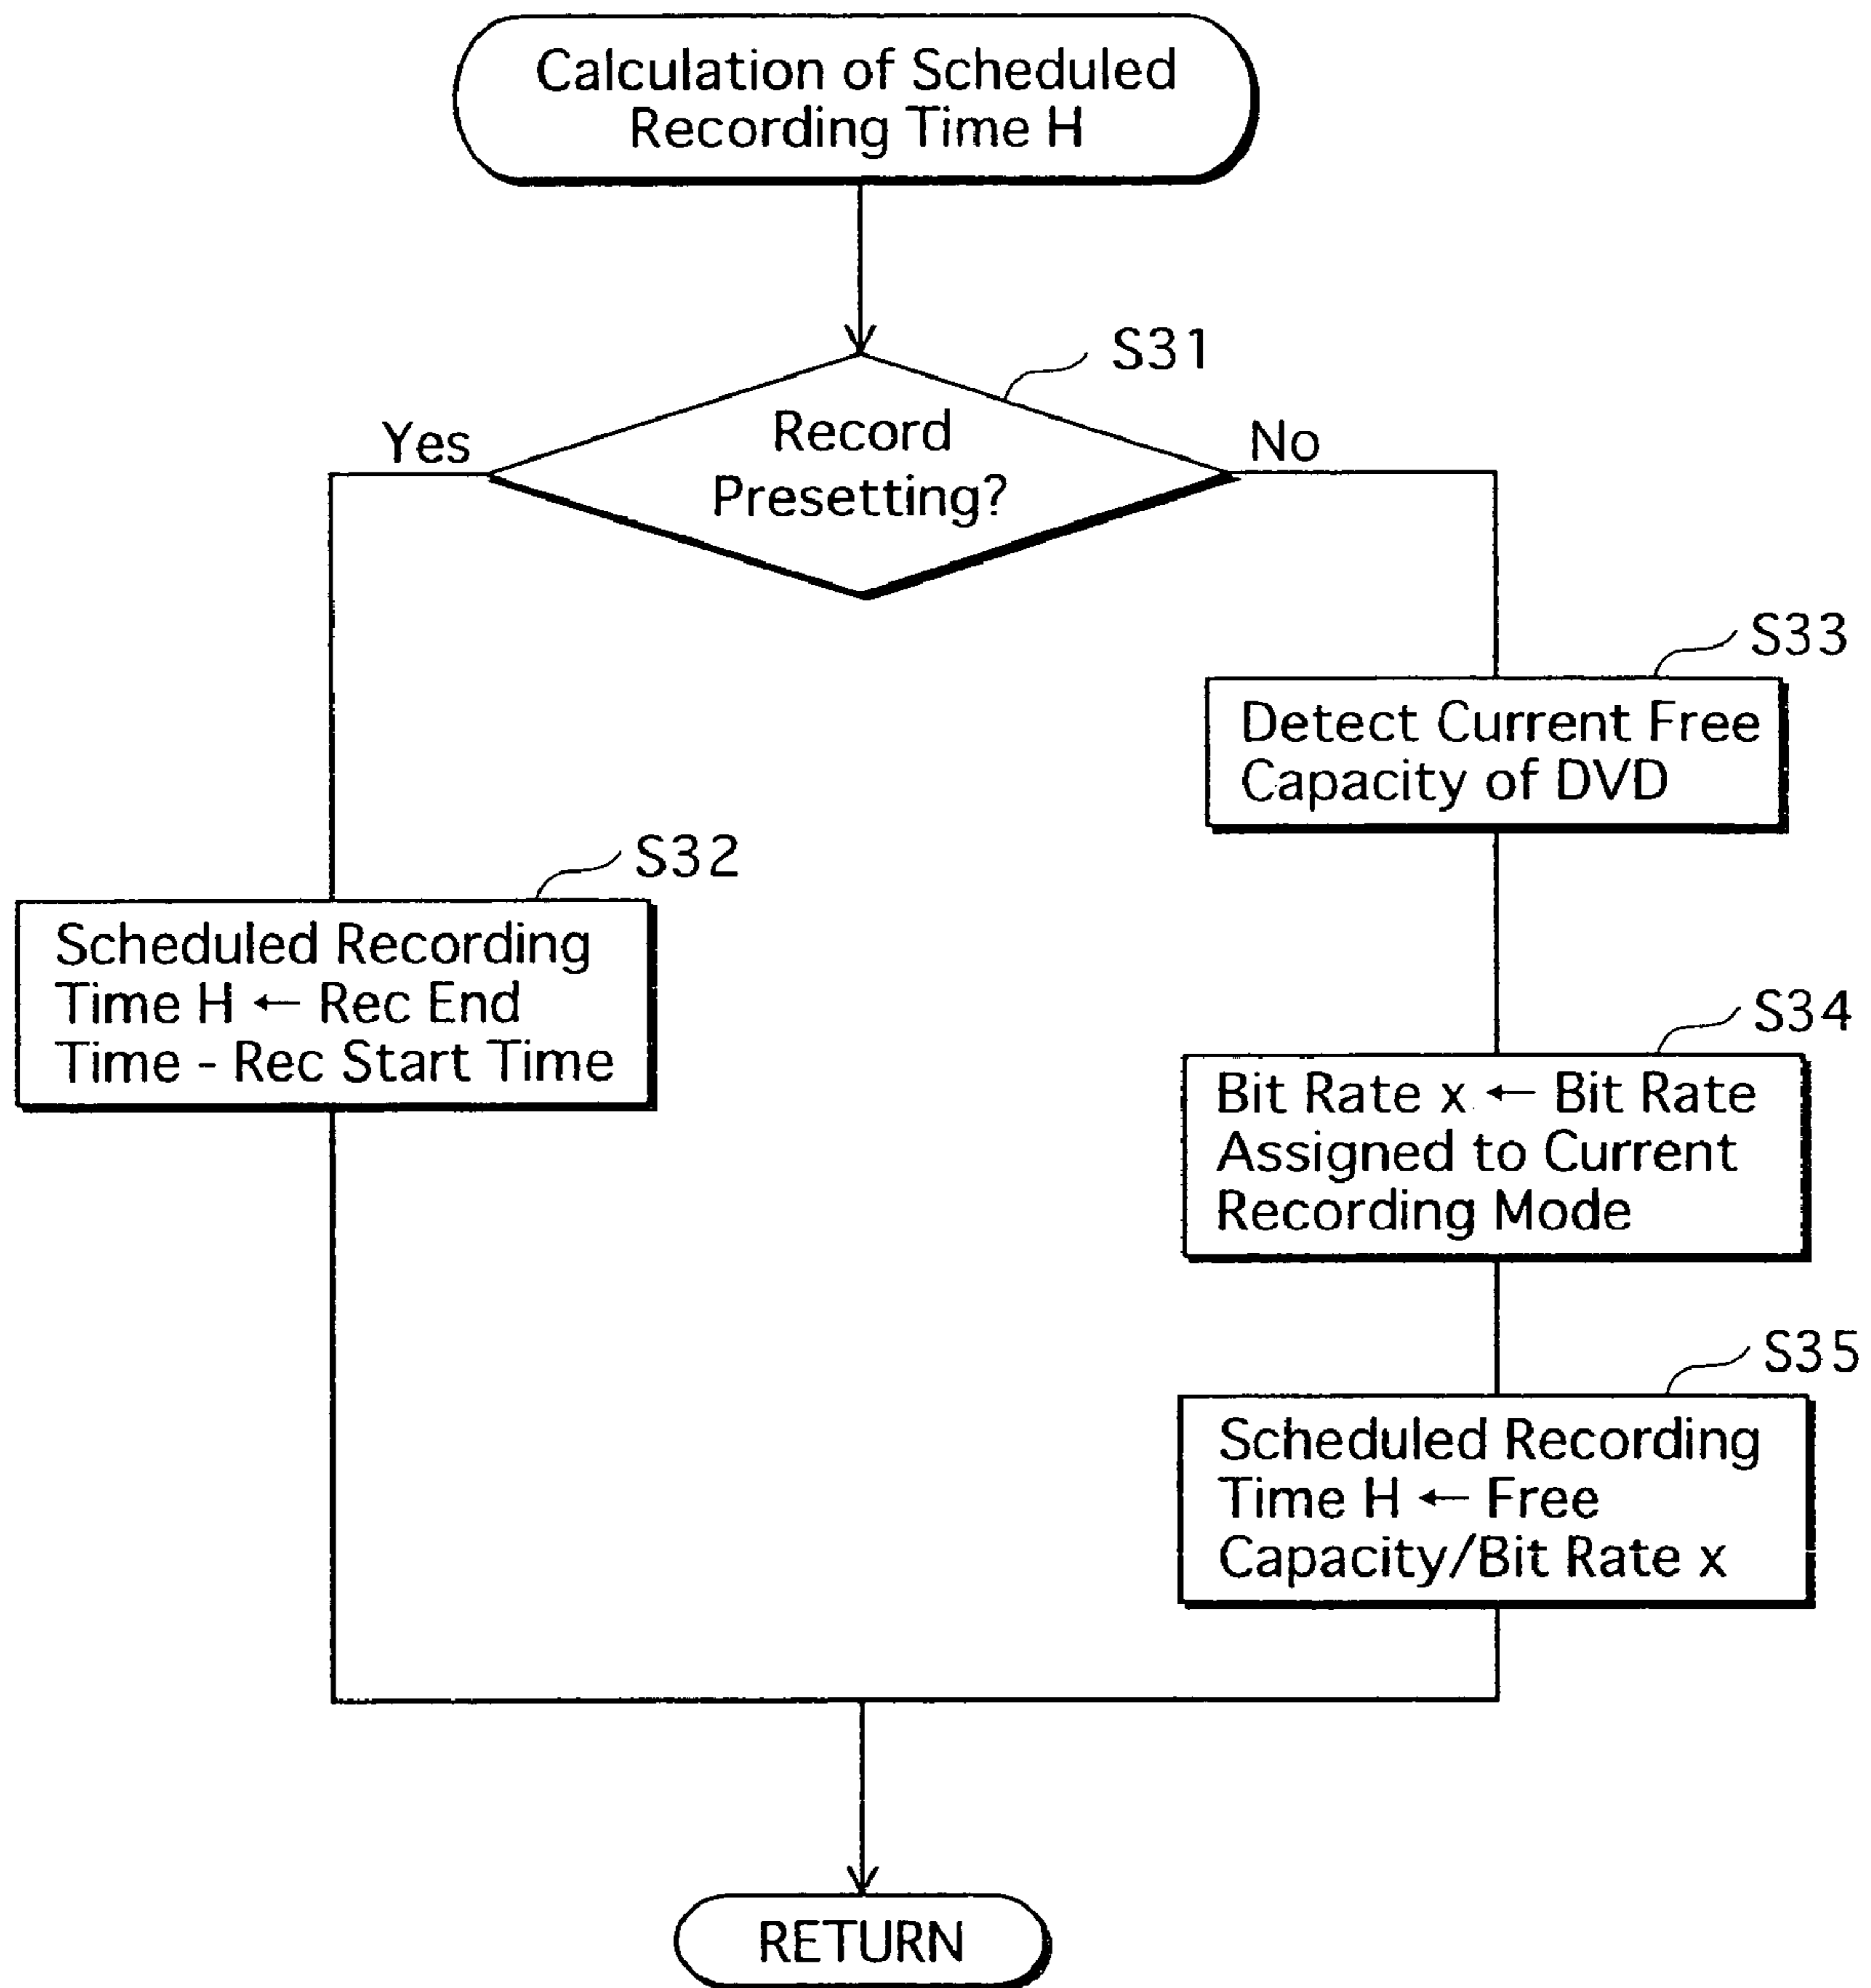 Calculation of Scheduled
Recording Time H
S31
Record
Presetting?
Yes
No
S33
Detect Current Free
Capacity of DVD
S32
Scheduled Recording
Time H ← Rec End
Time - Rec Start Time
S34
Bit Rate x ← Bit Rate
Assigned to Current
Recording Mode
S35
Scheduled Recording
Time H ← Free
Capacity/Bit Rate x
RETURN